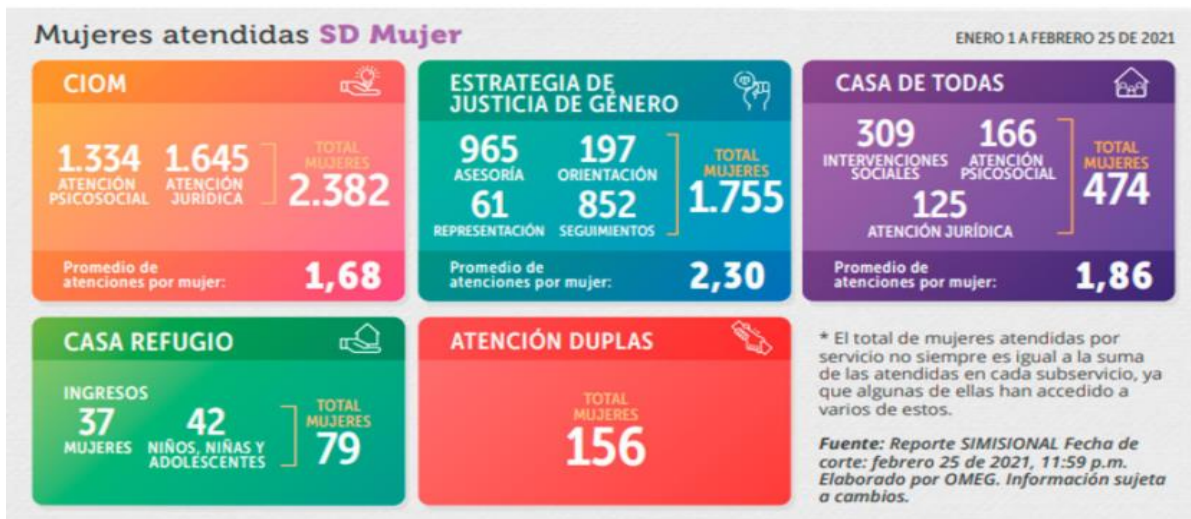 Mujeres atendidas SD Mujer
ENERO 1 A FEBRERO 25 DE 2021
CIOM
1.334
ATENCIÓN
PSICOSOCIAL
1.645
ATENCIÓN
JURÍDICA
TOTAL
MUJERES
2.382
Promedio de
atenciones por mujer:
1,68
ESTRATEGIA DE
JUSTICIA DE GÉNERO
965
ASESORÍA
197
ORIENTACIÓN
61
REPRESENTACIÓN
852
SEGUIMIENTOS
TOTAL
MUJERES
1.755
Promedio de
atenciones por mujer:
2,30
CASA DE TODAS
309
INTERVENCIONES
SOCIALES
166
ATENCIÓN
PSICOSOCIAL
125
ATENCIÓN JURÍDICA
TOTAL
MUJERES
474
Promedio de
atenciones por mujer:
1,86
CASA REFUGIO
INGRESOS
37
MUJERES
42
NIÑOS, NIÑAS Y
ADOLESCENTES
TOTAL
MUJERES
79
ATENCIÓN DUPLAS
TOTAL
MUJERES
156
* El total de mujeres atendidas por
servicio no siempre es igual a la suma
de las atendidas en cada subservicio, ya
que algunas de ellas han accedido a
varios de estos.
Fuente: Reporte SIMISIONAL Fecha de
corte: febrero 25 de 2021, 11:59 p.m.
Elaborado por OMEG. Información sujeta
a cambios.